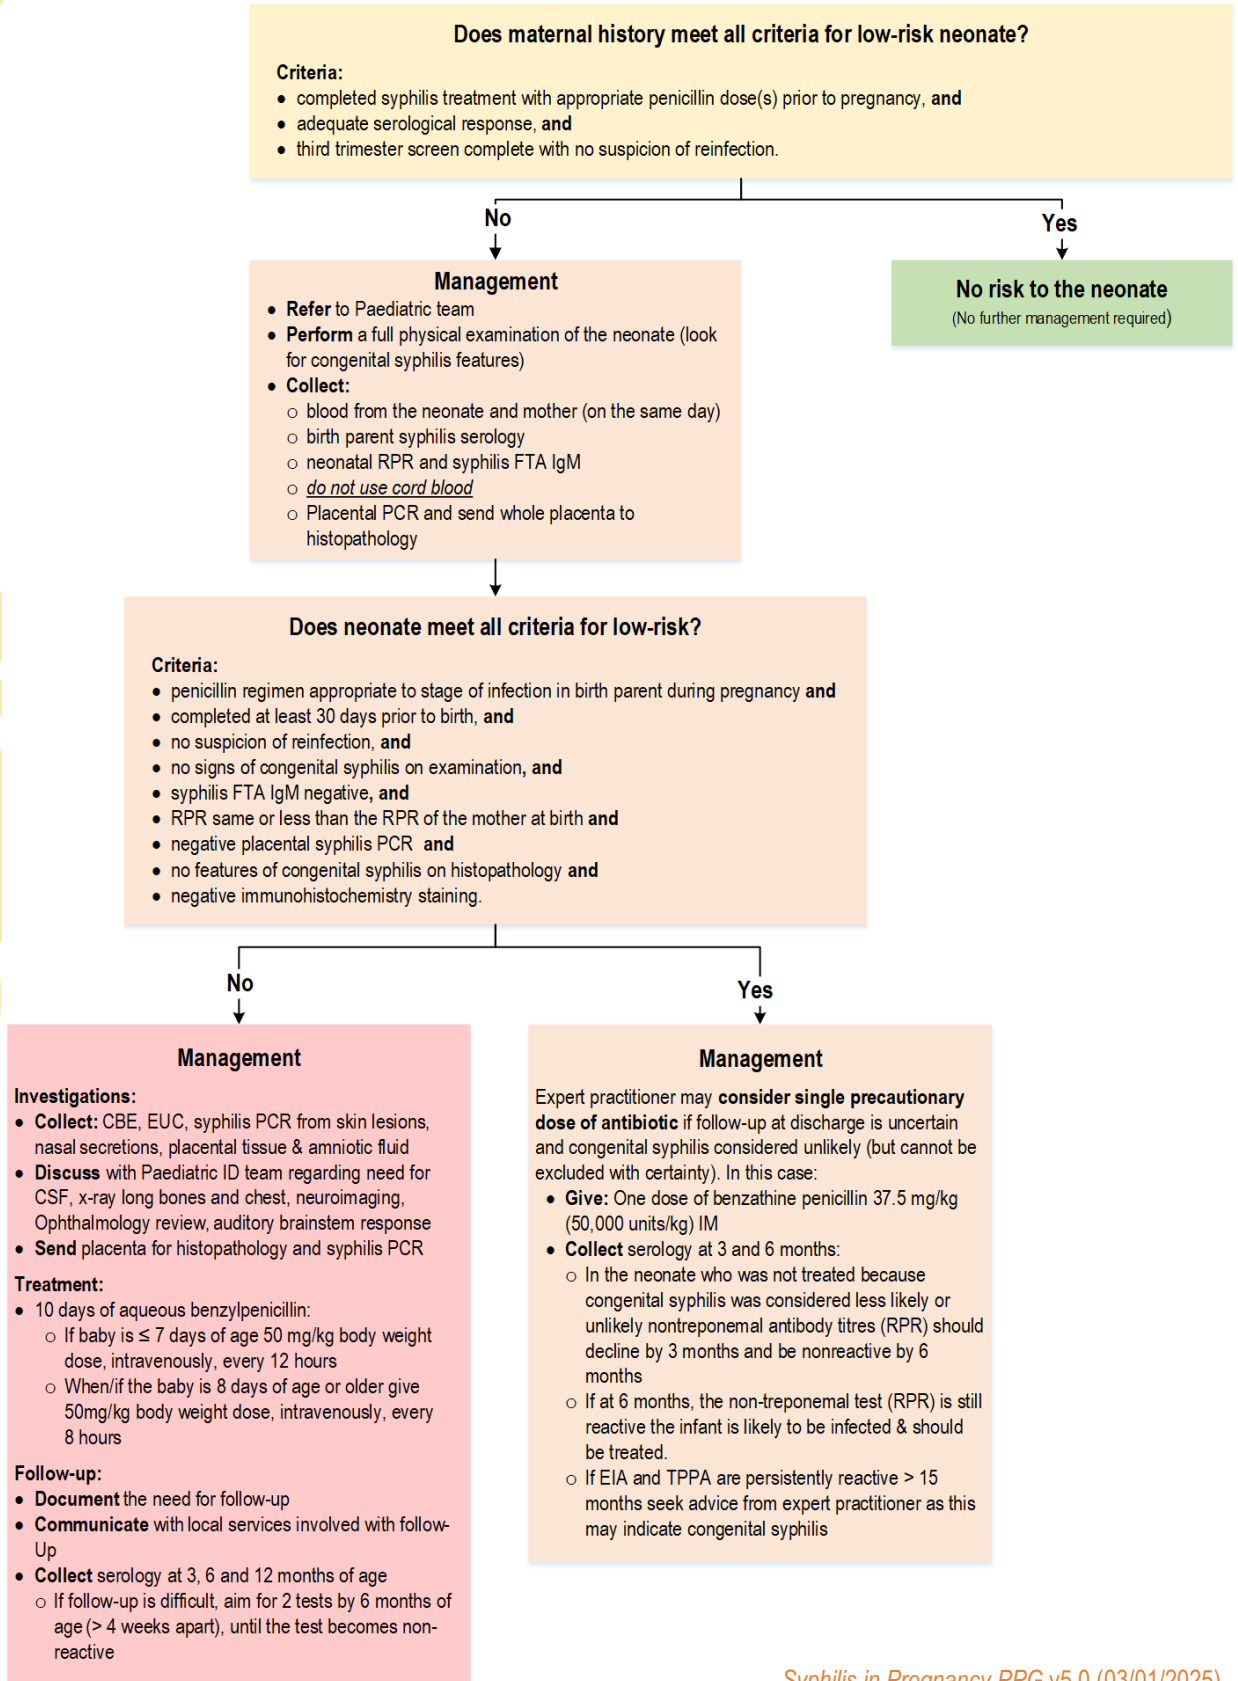 Does maternal history meet all criteria for low-risk neonate?
Criteria:
• completed syphilis treatment with appropriate penicillin dose(s) prior to pregnancy, and
• adequate serological response, and
• third trimester screen complete with no suspicion of reinfection.
No
Yes
Management
• Refer to Paediatric team
• Perform a full physical examination of the neonate (look
for congenital syphilis features)
• Collect:
o blood from the neonate and mother (on the same day)
o birth parent syphilis serology
o neonatal RPR and syphilis FTA IgM
o do not use cord blood
o Placental PCR and send whole placenta to
histopathology
No risk to the neonate
(No further management required)
Does neonate meet all criteria for low-risk?
Criteria:
• penicillin regimen appropriate to stage of infection in birth parent during pregnancy and
• completed at least 30 days prior to birth, and
• no suspicion of reinfection, and
• no signs of congenital syphilis on examination, and
• syphilis FTA IgM negative, and
• RPR same or less than the RPR of the mother at birth and
• negative placental syphilis PCR and
• no features of congenital syphilis on histopathology and
• negative immunohistochemistry staining.
No
Yes
Management
Investigations:
• Collect: CBE, EUC, syphilis PCR from skin lesions,
nasal secretions, placental tissue & amniotic fluid
• Discuss with Paediatric ID team regarding need for
CSF, x-ray long bones and chest, neuroimaging,
Ophthalmology review, auditory brainstem response
• Send placenta for histopathology and syphilis PCR
Treatment:
• 10 days of aqueous benzylpenicillin:
o If baby is ≤ 7 days of age 50 mg/kg body weight
dose, intravenously, every 12 hours
o When/if the baby is 8 days of age or older give
50mg/kg body weight dose, intravenously, every
8 hours
Follow-up:
• Document the need for follow-up
• Communicate with local services involved with follow-
Up
• Collect serology at 3, 6 and 12 months of age
o If follow-up is difficult, aim for 2 tests by 6 months of
age (> 4 weeks apart), until the test becomes non-
reactive
Management
Expert practitioner may consider single precautionary
dose of antibiotic if follow-up at discharge is uncertain
and congenital syphilis considered unlikely (but cannot be
excluded with certainty). In this case:
• Give: One dose of benzathine penicillin 37.5 mg/kg
(50,000 units/kg) IM
• Collect serology at 3 and 6 months:
o In the neonate who was not treated because
congenital syphilis was considered less likely or
unlikely nontreponemal antibody titres (RPR) should
decline by 3 months and be nonreactive by 6
months
o If at 6 months, the non-treponemal test (RPR) is still
reactive the infant is likely to be infected & should
be treated.
o If EIA and TPPA are persistently reactive > 15
months seek advice from expert practitioner as this
may indicate congenital syphilis
Syphilis in Pregnancy PPG v5.0 (03/01/2025)